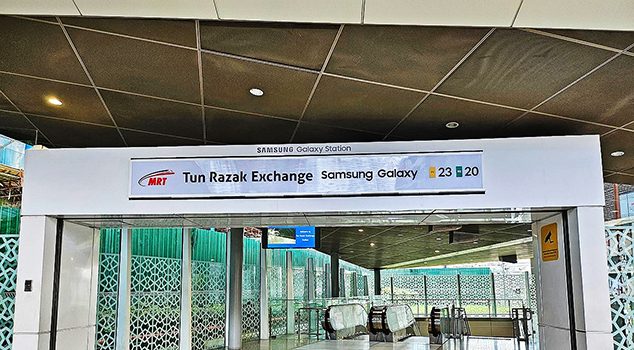 SAMSUNG Galaxy Station
MRT Tun Razak Exchange Samsung Galaxy 23 20